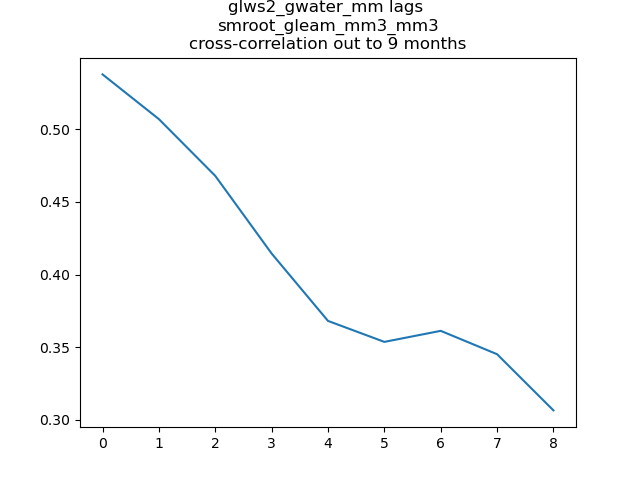 glws2_gwater_mm lags
smroot_gleam_mm3_mm3
cross-correlation out to 9 months
0.50
0.45
0.40
0.35
0.30
0 1 2 3 4 5 6 7 8